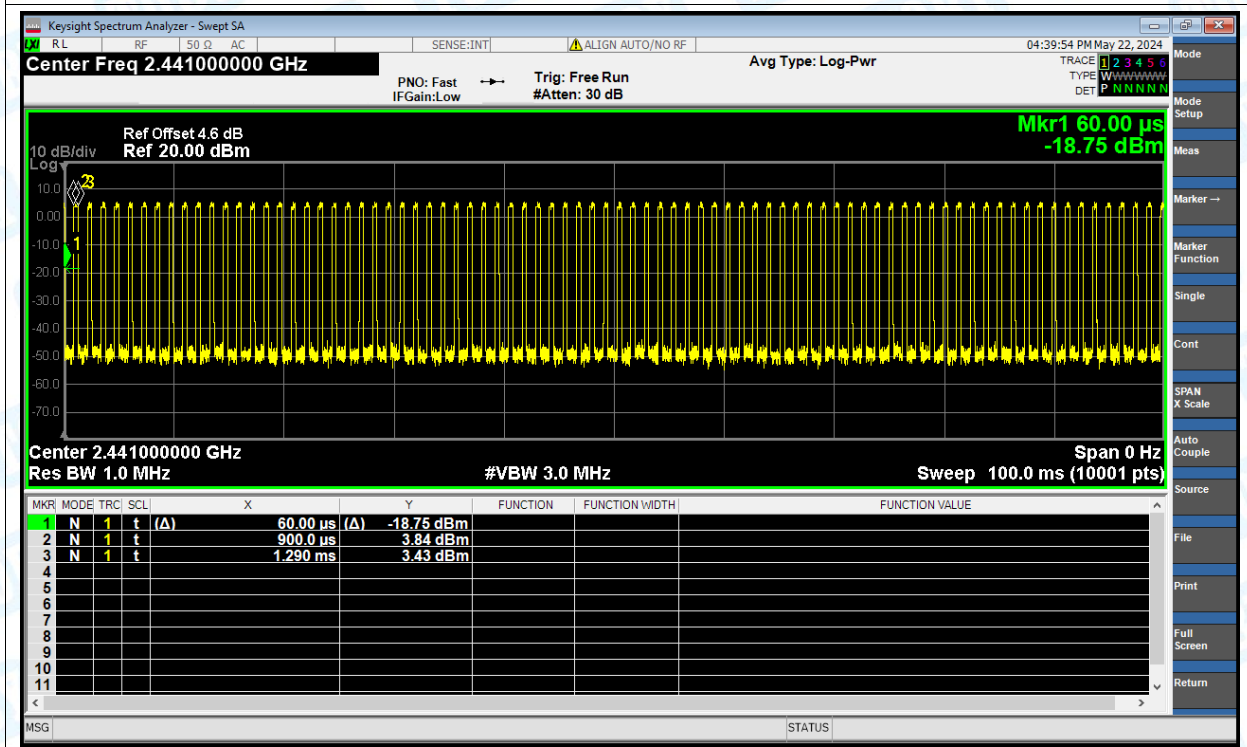 Keysight Spectrum Analyzer - Swept SA
LXI RL RF 50 Ω AC SENSE:INT ALIGN AUTO/NO RF 04:39:54 PM May 22, 2024
Center Freq 2.441000000 GHz
PNO: Fast
IFGain:Low
Trig: Free Run
#Atten: 30 dB
Avg Type: Log-Pwr
TRACE 1 2 3 4 5 6
TYPE WWWWWW
DET P N N N N N
Mkr1 60.00 µs
-18.75 dBm
Ref Offset 4.6 dB
10 dB/div Ref 20.00 dBm
Log
10.0
0.00
-10.0
-20.0
-30.0
-40.0
-50.0
-60.0
-70.0
2 3
1
Center 2.441000000 GHz Span 0 Hz
Res BW 1.0 MHz #VBW 3.0 MHz Sweep 100.0 ms (10001 pts)
MKR MODE TRC SCL X Y FUNCTION FUNCTION WIDTH FUNCTION VALUE
1 N 1 t (Δ) 60.00 µs (Δ) -18.75 dBm
2 N 1 t 900.0 µs 3.84 dBm
3 N 1 t 1.290 ms 3.43 dBm
4
5
6
7
8
9
10
11
MSG STATUS
Mode
Mode
Setup
Meas
Marker→
Marker
Function
Single
Cont
SPAN
X Scale
Auto
Couple
Source
File
Print
Full
Screen
Return